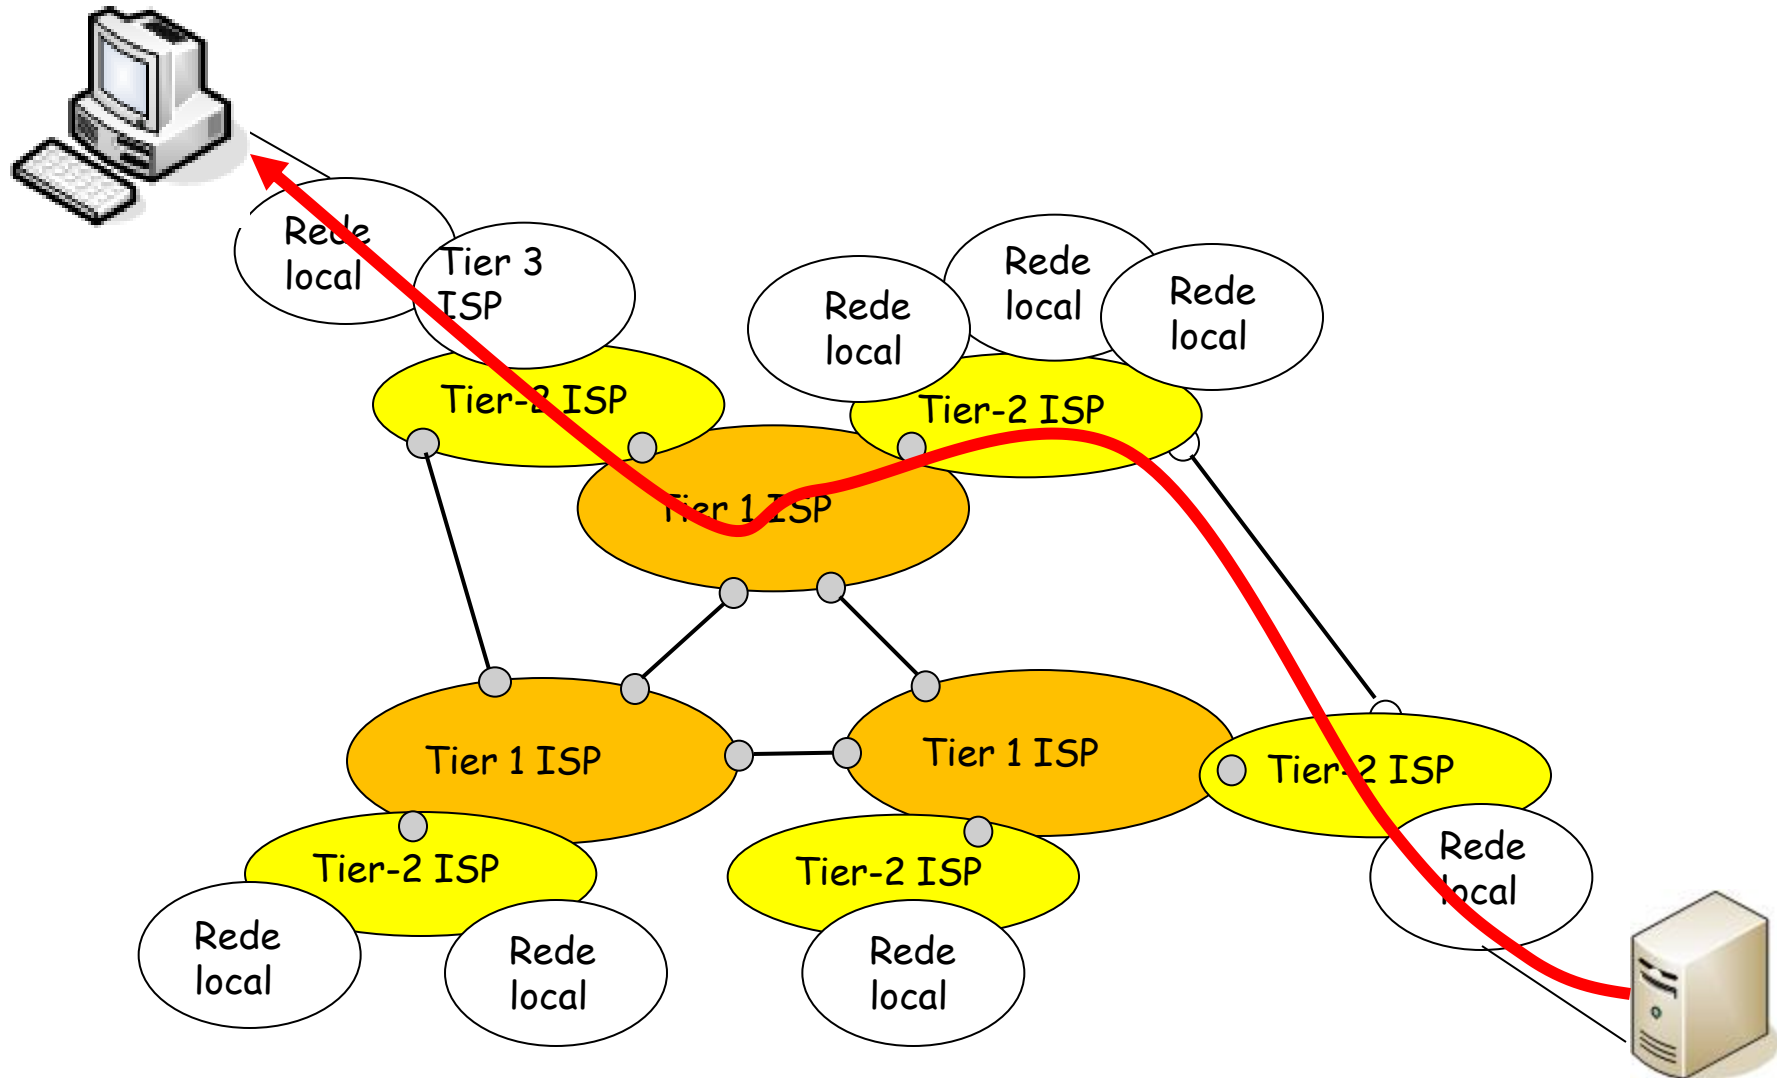 Rede
local
Tier 3
ISP
Rede
local
Rede
local
Rede
local
Tier-2 ISP
Tier-2 ISP
Tier 1 ISP
Tier 1 ISP
Tier 1 ISP
Tier-2 ISP
Tier-2 ISP
Tier-2 ISP
Rede
local
Rede
local
Rede
local
Rede
local